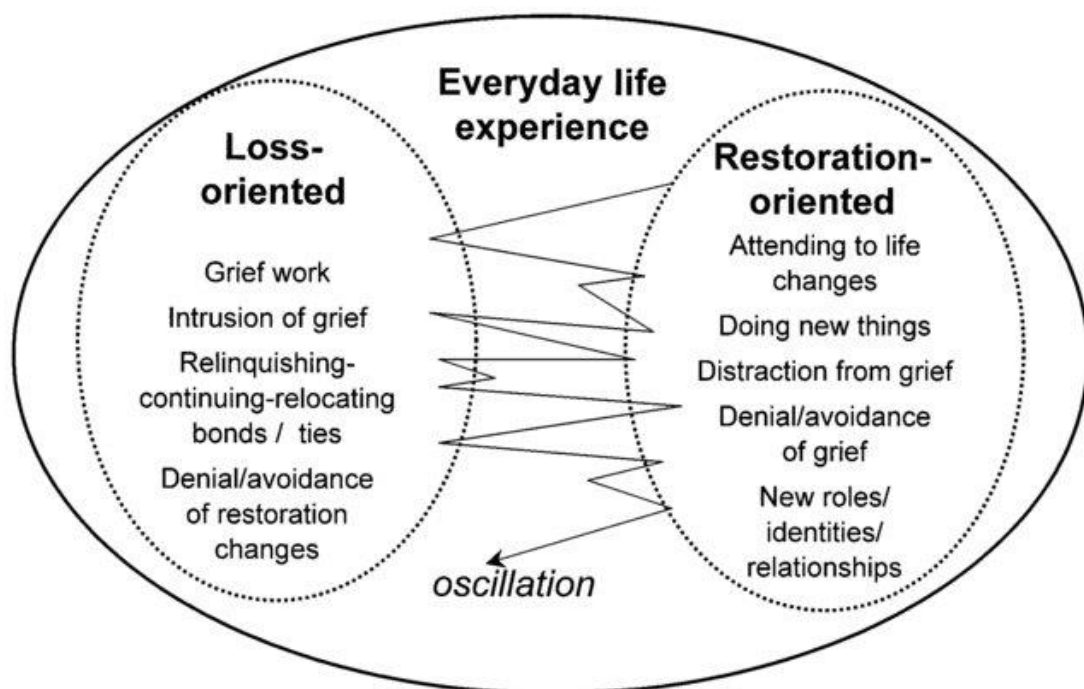 Everyday life
experience
Loss-
oriented
Grief work
Intrusion of grief
Relinquishing-
continuing-relocating
bonds / ties
Denial/avoidance
of restoration
changes
Restoration-
oriented
Attending to life
changes
Doing new things
Distraction from grief
Denial/avoidance
of grief
New roles/
identities/
relationships
oscillation